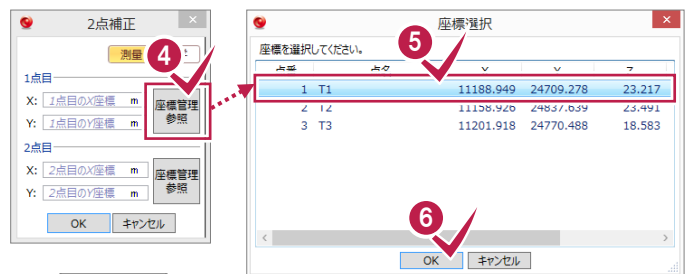 2点補正
測量
4
1点目
X: 1点目のX座標 m
Y: 1点目のY座標 m
座標管理
参照
2点目
X: 2点目のX座標 m
Y: 2点目のY座標 m
座標管理
参照
OK キャンセル
座標選択
座標を選択してください。
5
点番 点名 X Y Z
1 T1 11188.949 24709.278 23.217
2 T2 11158.926 24837.639 23.491
3 T3 11201.918 24770.488 18.583
6
OK キャンセル